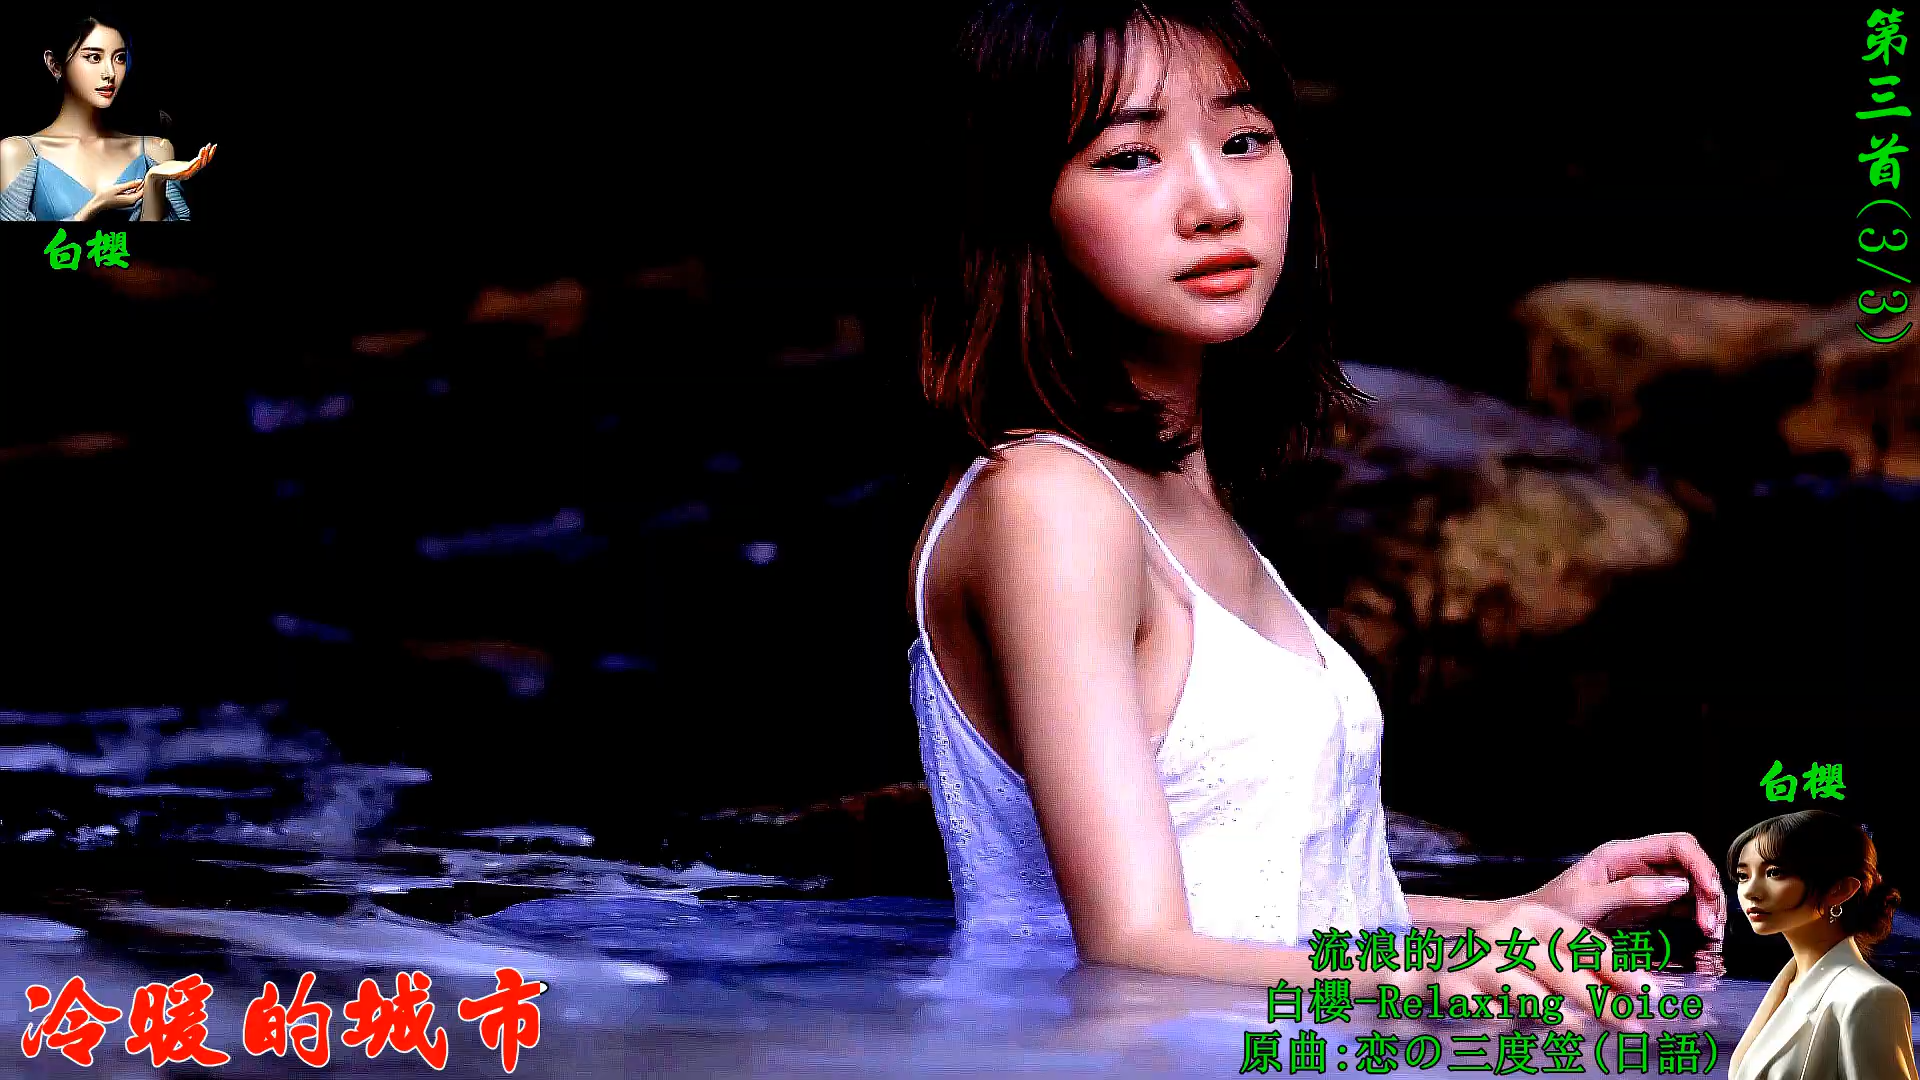 白櫻
第三首(3/3)
白櫻
流浪的少女(台語)
白櫻-Relaxing Voice
原曲:恋の三度笠(日語)
冷暖的城市